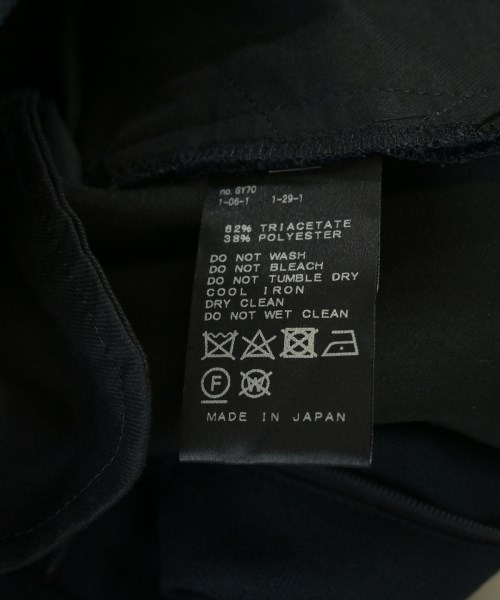 no. GY70
1-06-1 1-29-1
62% TRIACETATE
38% POLYESTER
DO NOT WASH
DO NOT BLEACH
DO NOT TUMBLE DRY
COOL IRON
DRY CLEAN
DO NOT WET CLEAN
F W
MADE IN JAPAN